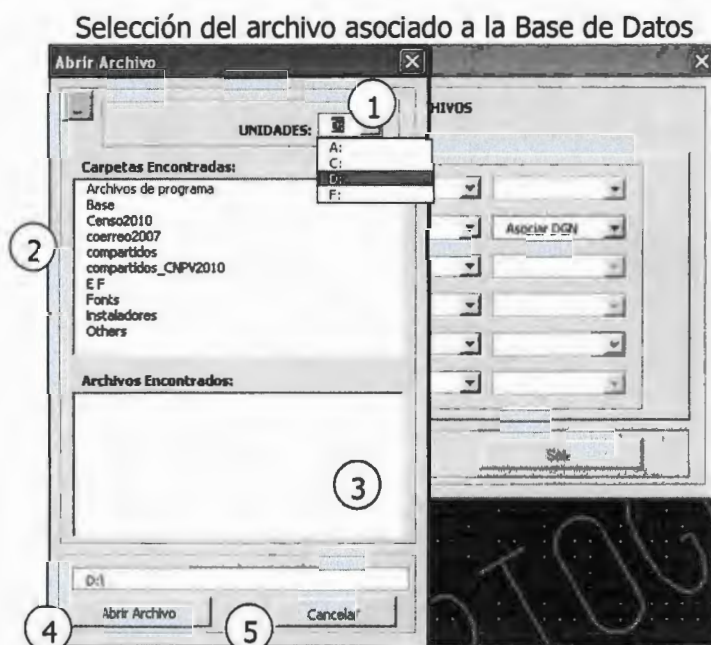 Selección del archivo asociado a la Base de Datos
Abrir Archivo
1
HIVOS
UNIDADES:
A:
C:
D:
F:
Carpetas Encontradas:
Archivos de programa
Base
Censo2010
coerreo2007
compartidos
compartidos_CNPV2010
E F
Fonts
Instaladores
Others
2
Asociar DGN
Archivos Encontrados:
3
D:\
Abrir Archivo
Cancelar
4
5